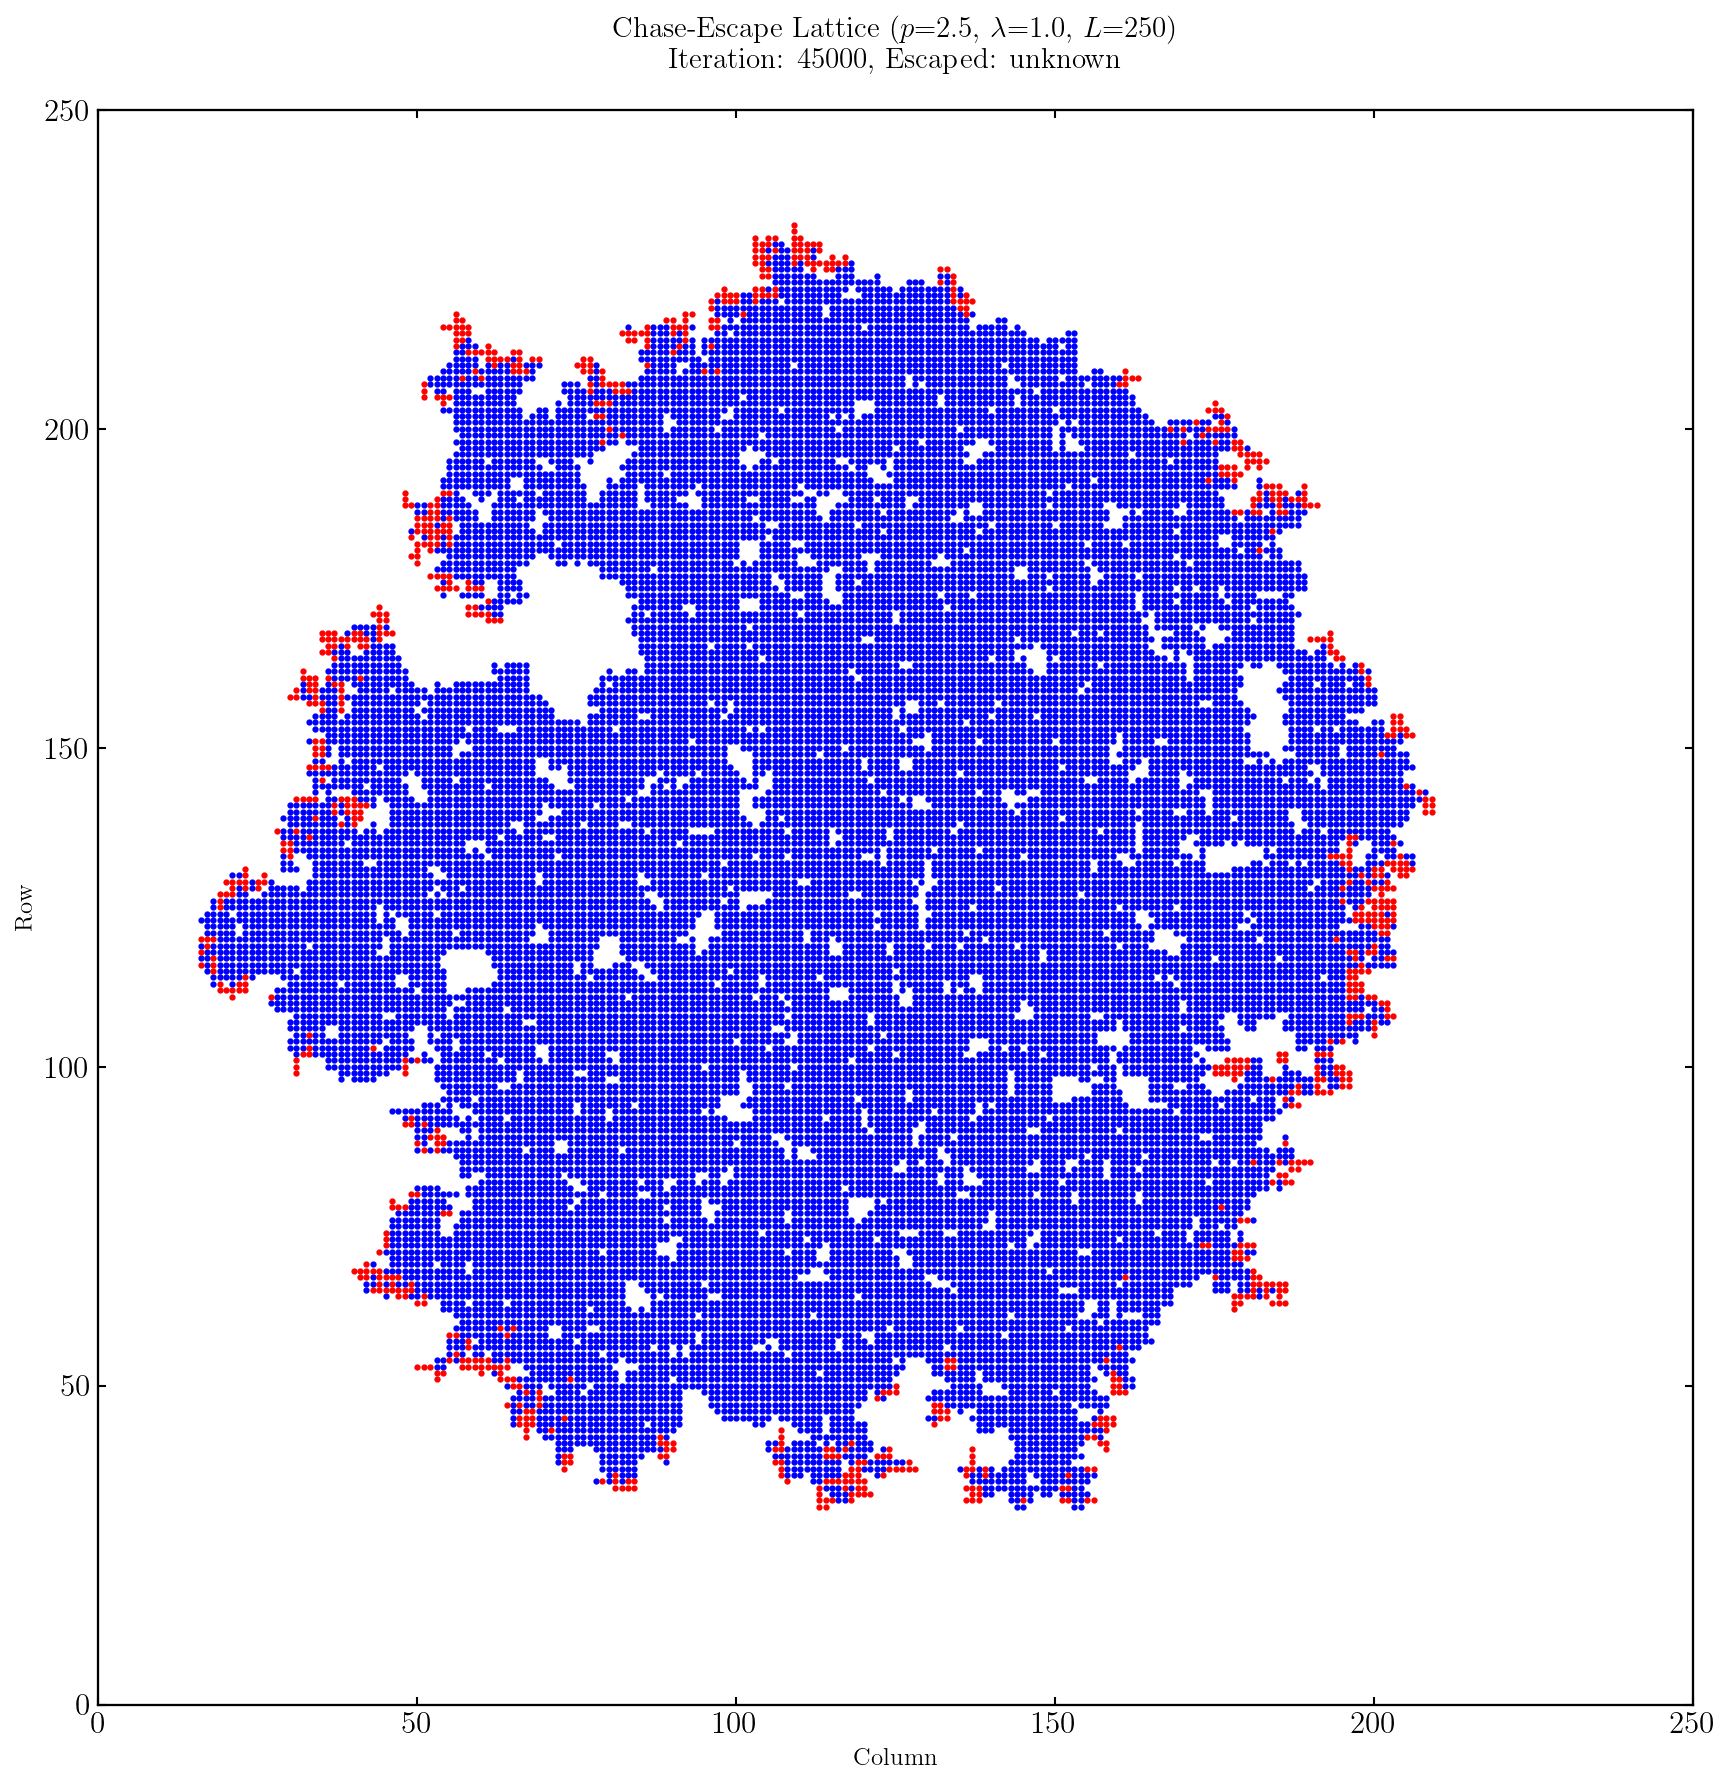 Chase-Escape Lattice (p=2.5, λ=1.0, L=250)
Iteration: 45000, Escaped: unknown
250
200
150
100
50
0
Row
0 50 100 150 200 250
Column